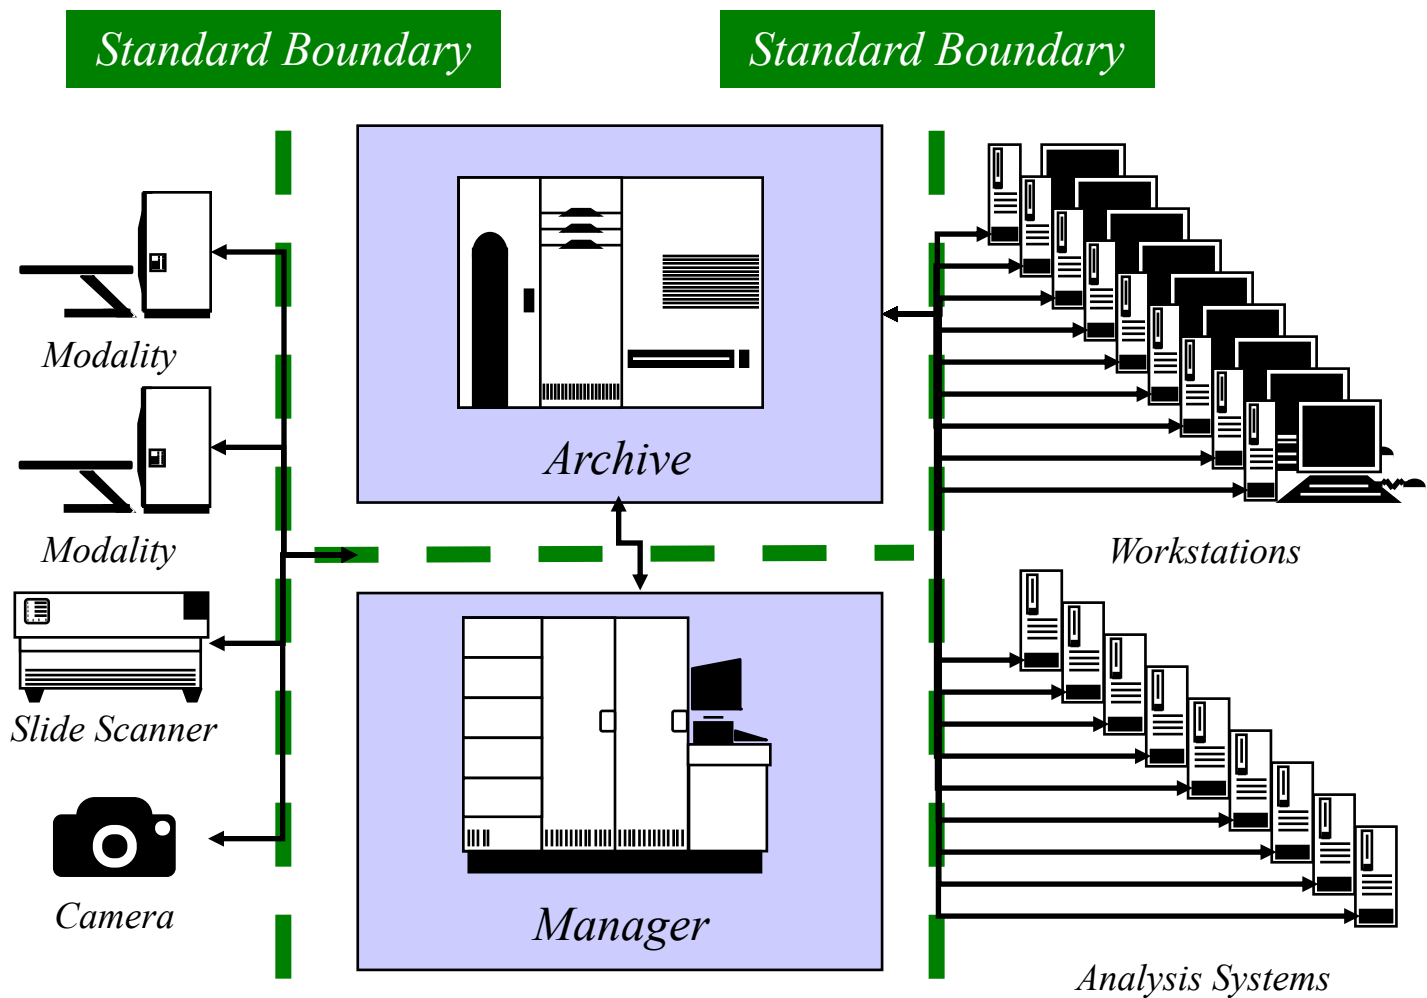 Standard Boundary
Standard Boundary
Modality
Modality
Slide Scanner
Camera
Archive
Manager
Workstations
Analysis Systems